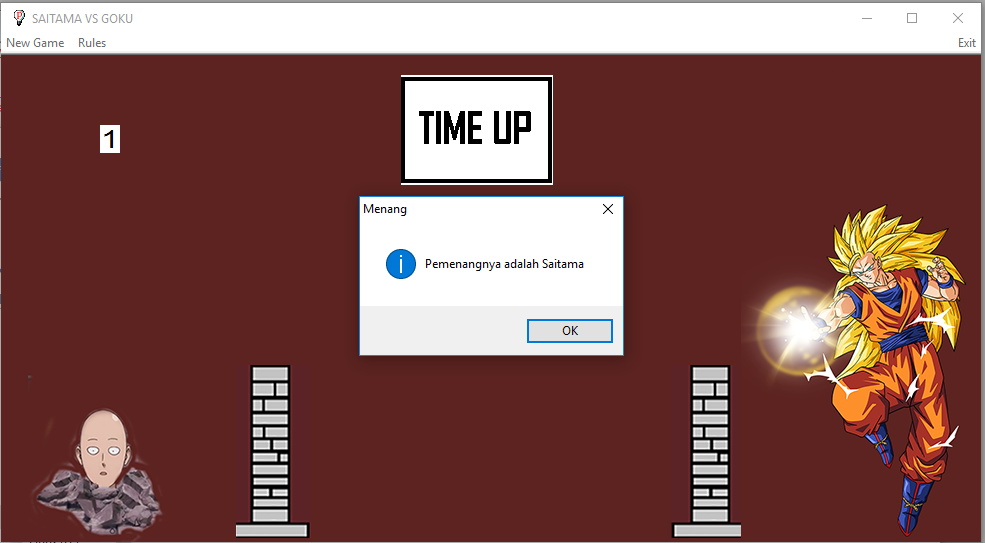 SAITAMA VS GOKU
New Game Rules Exit
TIME UP
1
Menang
Pemenangnya adalah Saitama
OK